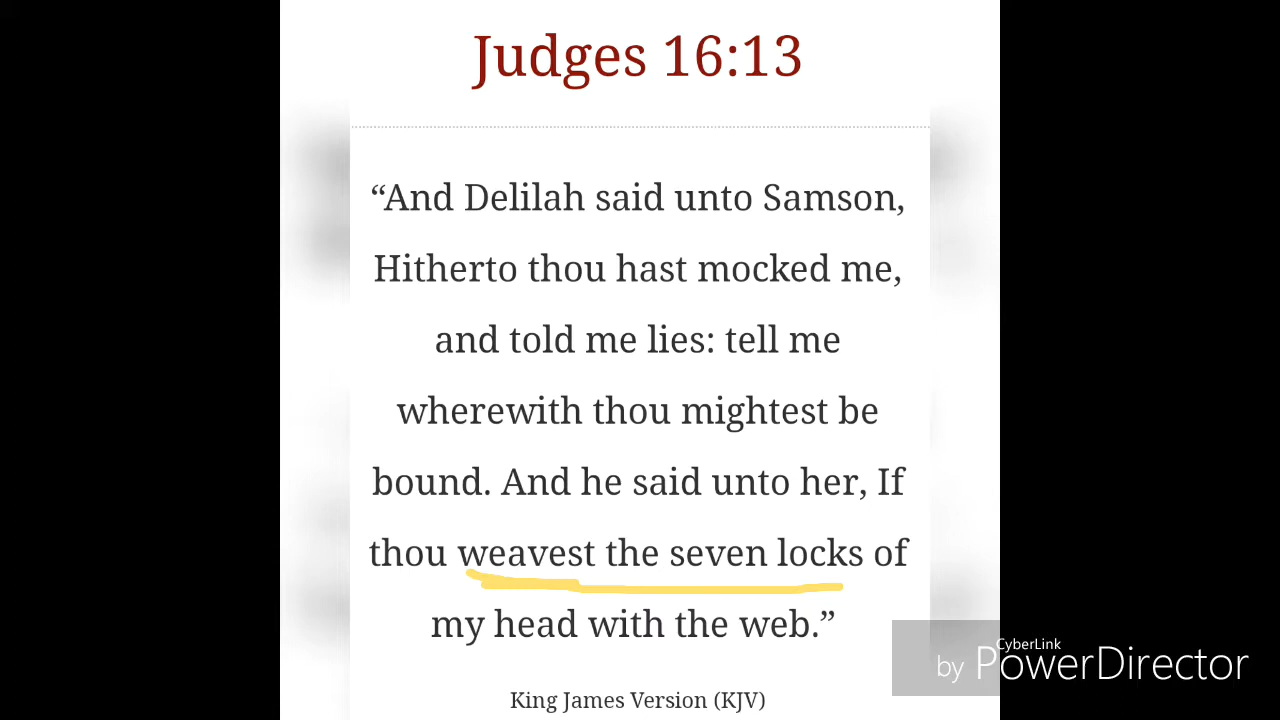 Judges 16:13
“And Delilah said unto Samson,
Hitherto thou hast mocked me,
and told me lies: tell me
wherewith thou mightest be
bound. And he said unto her, If
thou weavest the seven locks of
my head with the web.”
King James Version (KJV)
CyberLink
by PowerDirector